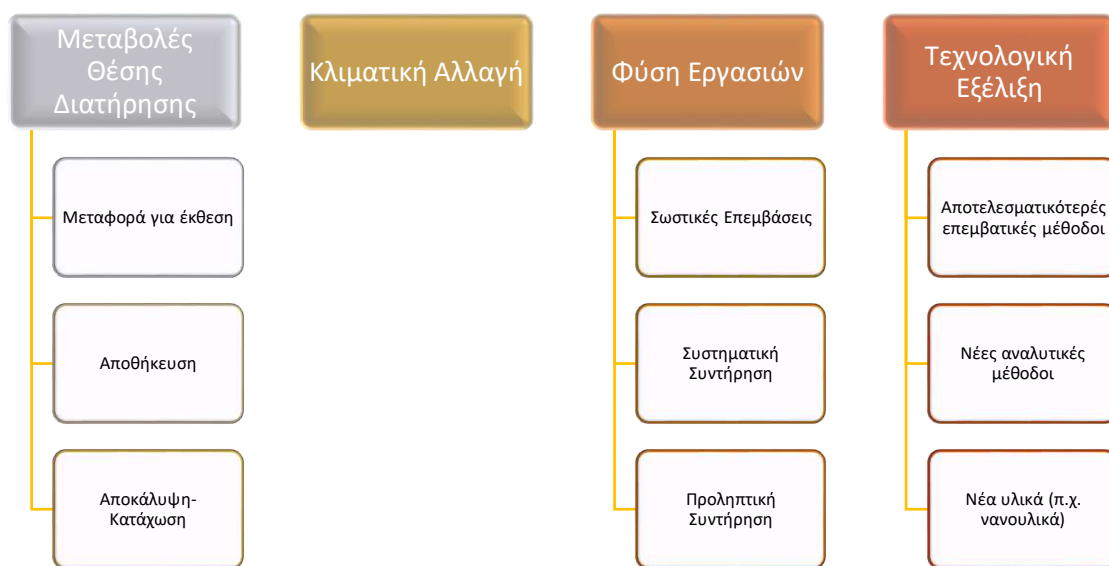 Μεταβολές
Θέσης
Διατήρησης
Κλιματική Αλλαγή
Φύση Εργασιών
Τεχνολογική
Εξέλιξη
Μεταφορά για έκθεση
Αποθήκευση
Αποκάλυψη-
Κατάχωση
Σωστικές Επεμβάσεις
Συστηματική
Συντήρηση
Προληπτική
Συντήρηση
Αποτελεσματικότερές
επεμβατικές μέθοδοι
Νέες αναλυτικές
μέθοδοι
Νέα υλικά (π.χ.
νανουλικά)